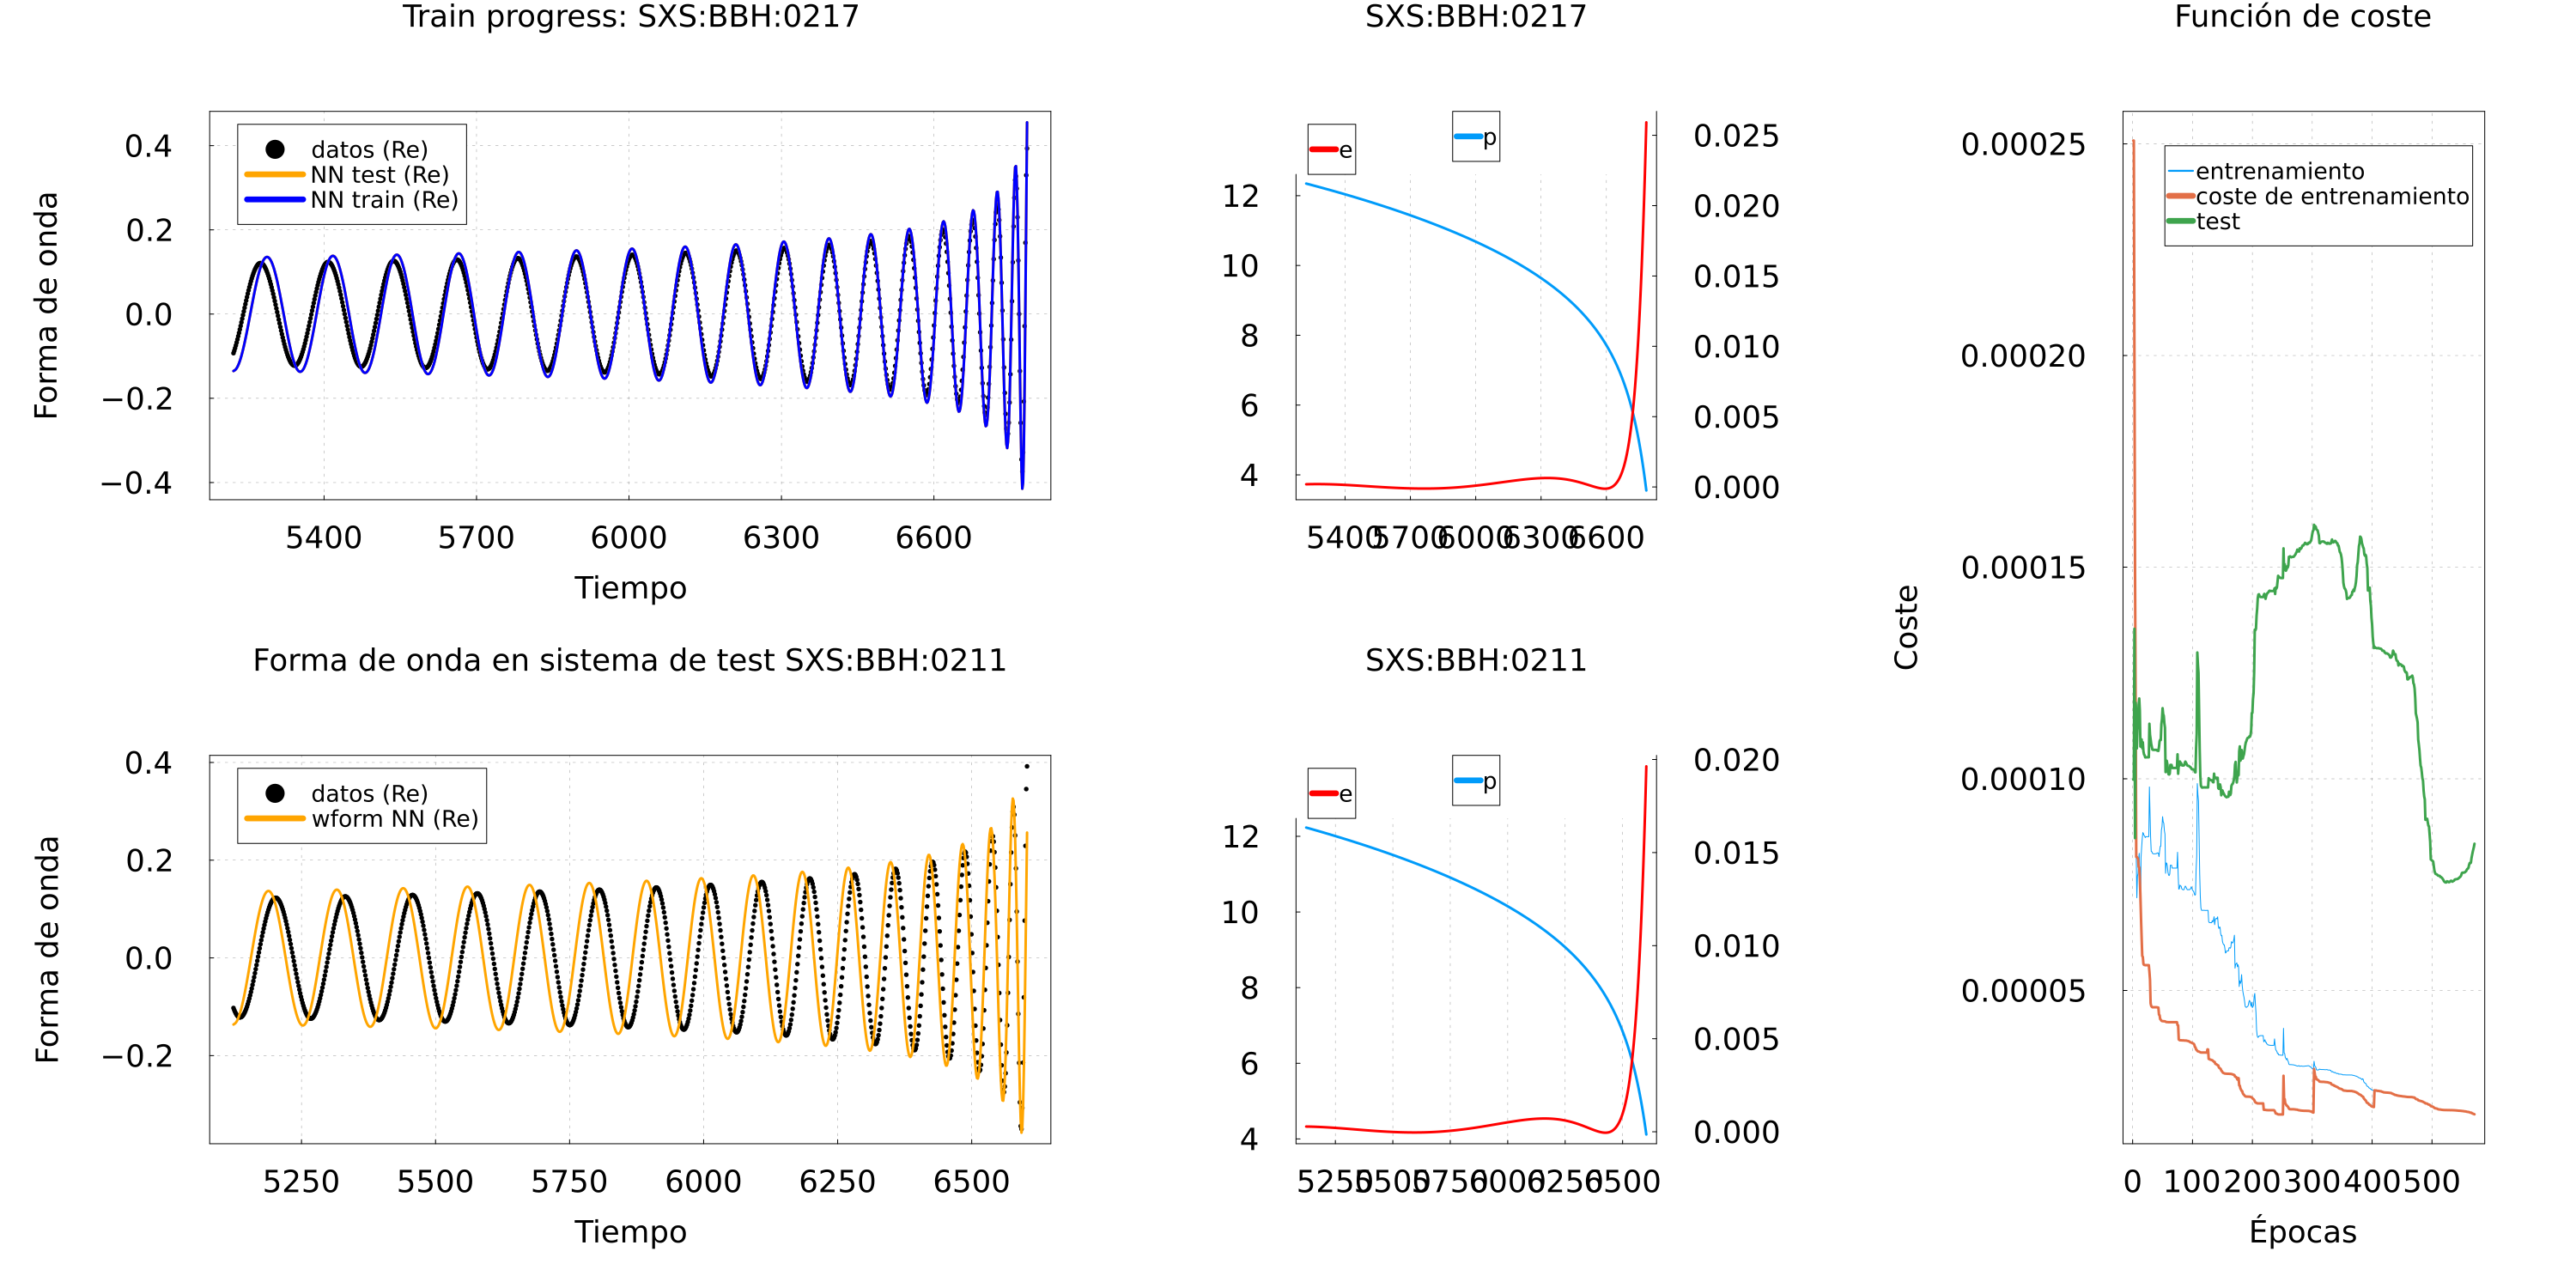 Train progress: SXS:BBH:0217
Forma de onda
0.4
0.2
0.0
−0.2
−0.4
datos (Re)
NN test (Re)
NN train (Re)
5400 5700 6000 6300 6600
Tiempo
SXS:BBH:0217
e
p
12
10
8
6
4
0.025
0.020
0.015
0.010
0.005
0.000
5400 5700 6000 6300 6600
Forma de onda en sistema de test SXS:BBH:0211
Forma de onda
0.4
0.2
0.0
−0.2
datos (Re)
wform NN (Re)
5250 5500 5750 6000 6250 6500
Tiempo
SXS:BBH:0211
e
p
12
10
8
6
4
0.020
0.015
0.010
0.005
0.000
5250 5500 5750 6000 6250 6500
Función de coste
Coste
0.00025
0.00020
0.00015
0.00010
0.00005
entrenamiento
coste de entrenamiento
test
0 100 200 300 400 500
Épocas